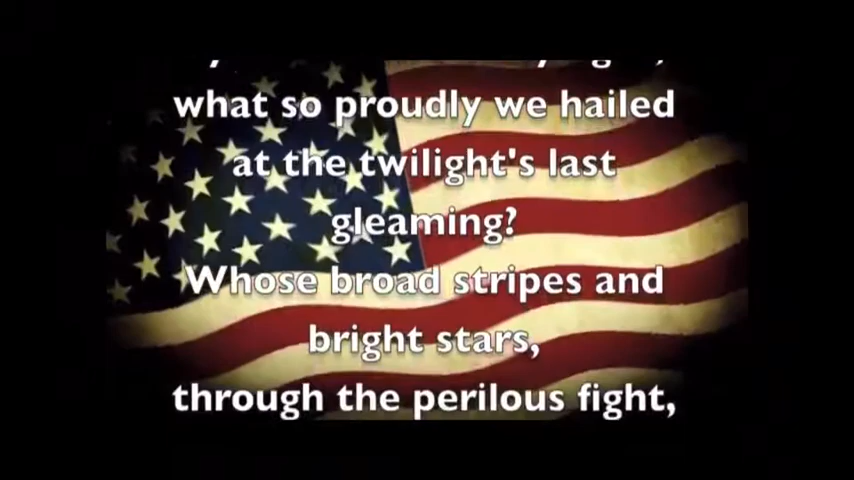 what so proudly we hailed
at the twilight's last
gleaming?
Whose broad stripes and
bright stars,
through the perilous fight,